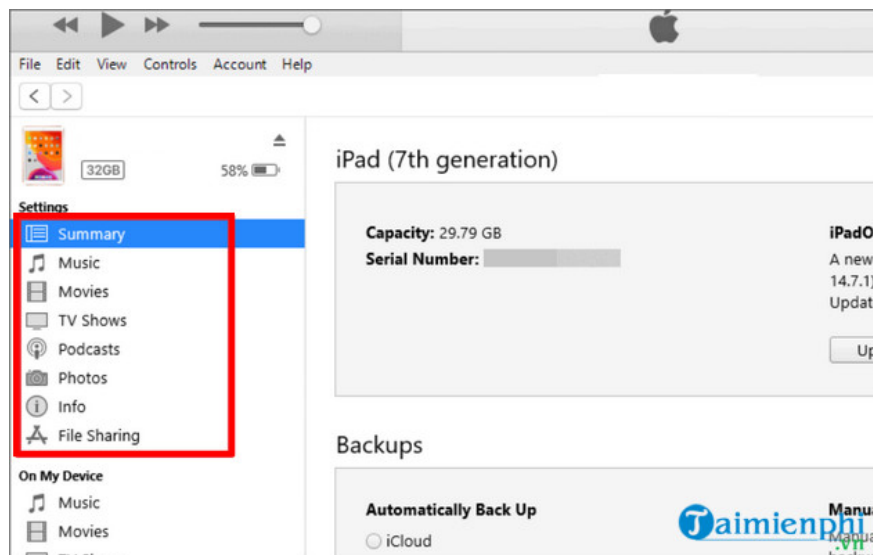 File Edit View Controls Account Help
32GB
58%
Settings
Summary
Music
Movies
TV Shows
Podcasts
Photos
Info
File Sharing
On My Device
Music
Movies
iPad (7th generation)
Capacity: 29.79 GB
Serial Number:
iPadO
A new
14.7.1)
Updat
Up
Backups
Automatically Back Up
iCloud
Manua
Taimienphi
.vn